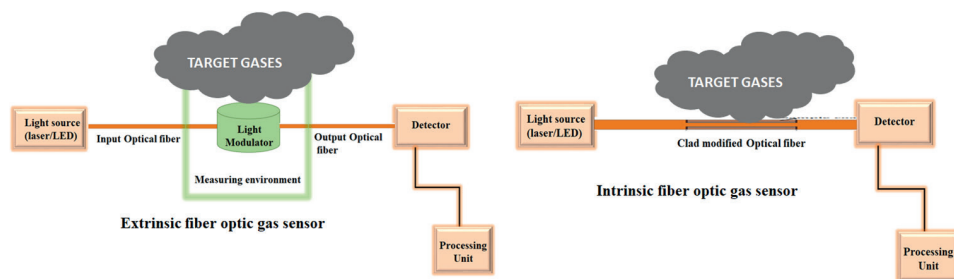 TARGET GASES
Light source
(laser/LED)
Input Optical fiber
Light
Modulator
Output Optical
fiber
Detector
Measuring environment
Extrinsic fiber optic gas sensor
Processing
Unit
TARGET GASES
Light source
(laser/LED)
Clad modified Optical fiber
Detector
Intrinsic fiber optic gas sensor
Processing
Unit